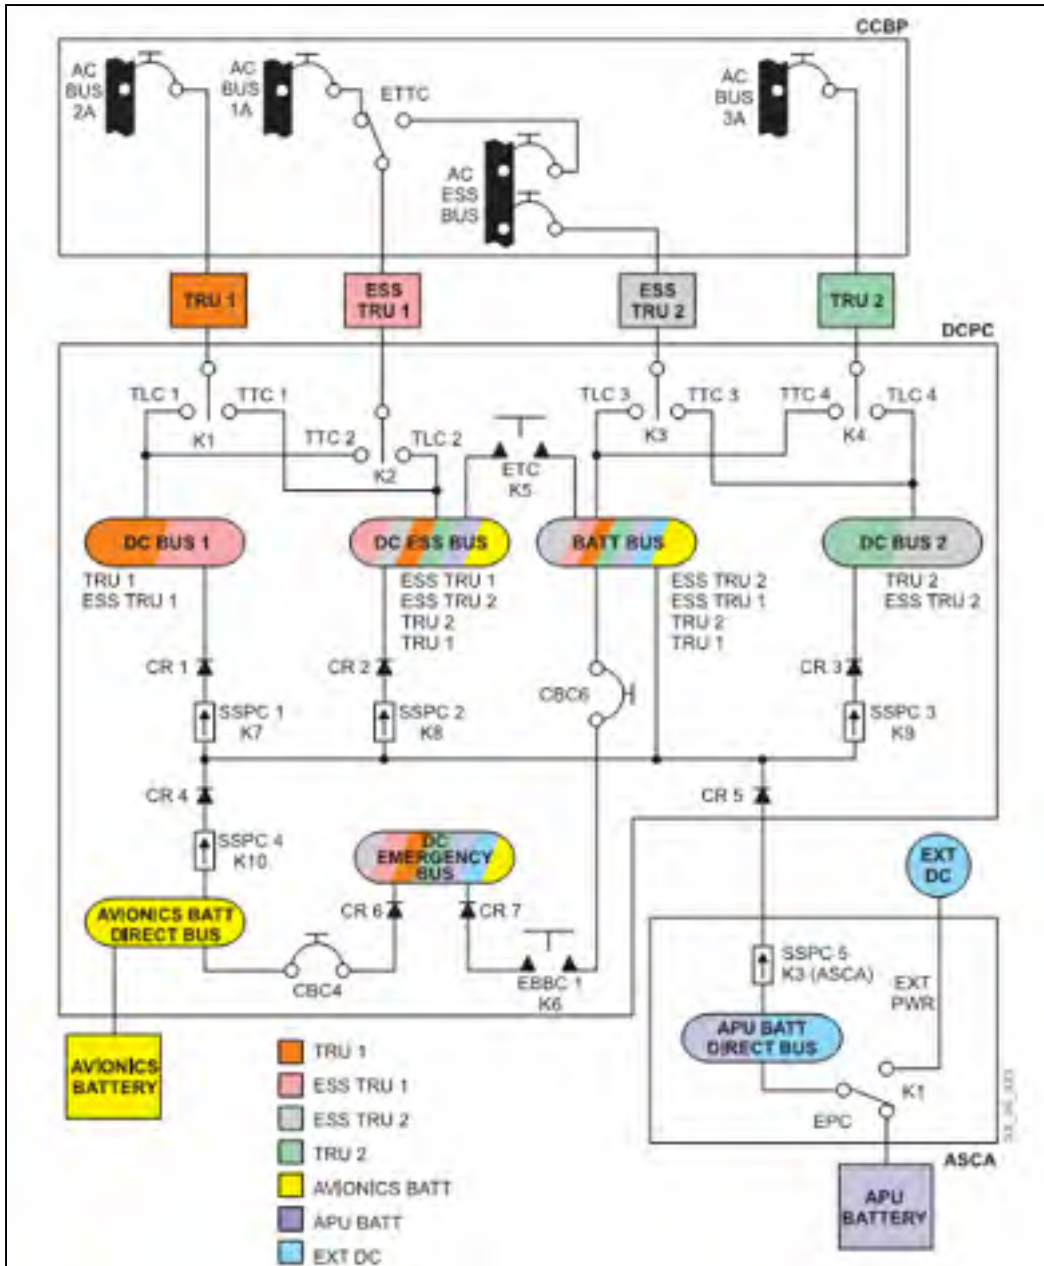 CCBP
AC
BUS
2A
AC
BUS
1A
ETTC
AC
ESS
BUS
AC
BUS
3A
TRU 1
ESS
TRU 1
ESS
TRU 2
TRU 2
DCPC
TLC 1
TTC 1
K1
TTC 2
TLC 2
K2
ETC
K5
TLC 3
TTC 3
K3
TTC 4
TLC 4
K4
DC BUS 1
DC ESS BUS
BATT BUS
DC BUS 2
TRU 1
ESS TRU 1
ESS TRU 1
ESS TRU 2
TRU 2
TRU 1
ESS TRU 2
ESS TRU 1
TRU 2
TRU 1
TRU 2
ESS TRU 2
CR 1
CR 2
CBC6
CR 3
SSPC 1
K7
SSPC 2
K8
SSPC 3
K9
CR 4
CR 5
SSPC 4
K10
DC
EMERGENCY
BUS
EXT
DC
AVIONICS BATT
DIRECT BUS
CR 6
CR 7
CBC4
EBBC 1
K6
SSPC 5
K3 (ASCA)
EXT
PWR
APU BATT
DIRECT BUS
K1
EPC
AVIONICS
BATTERY
ASCA
APU
BATTERY
TRU 1
ESS TRU 1
ESS TRU 2
TRU 2
AVIONICS BATT
APU BATT
EXT DC